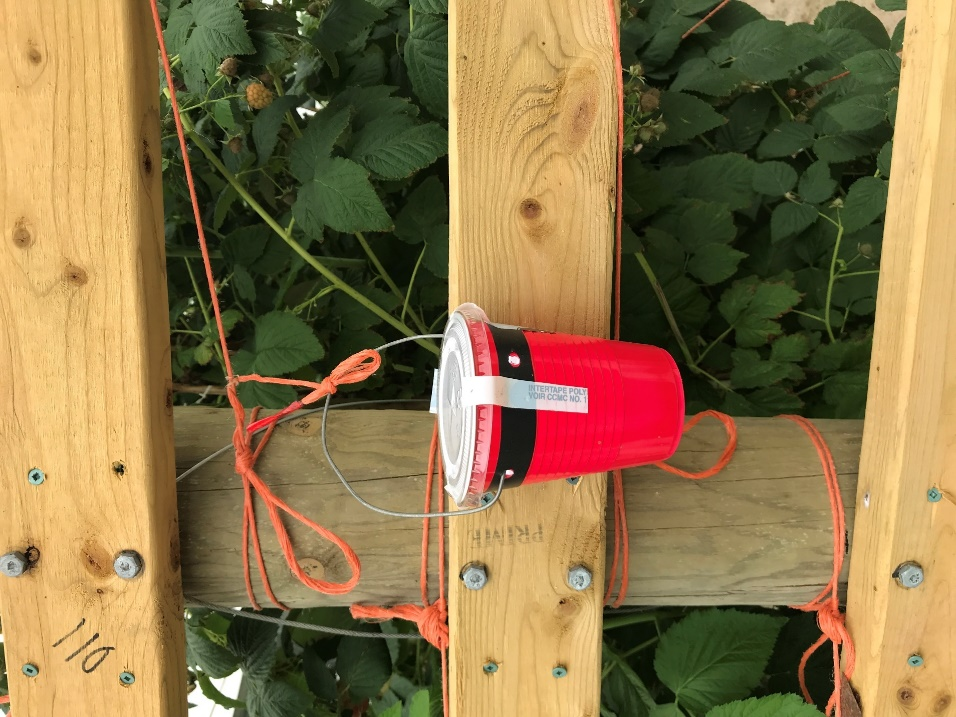 INTERTAPE POLY
VOIR CCMC NO. 1
PRIME
110